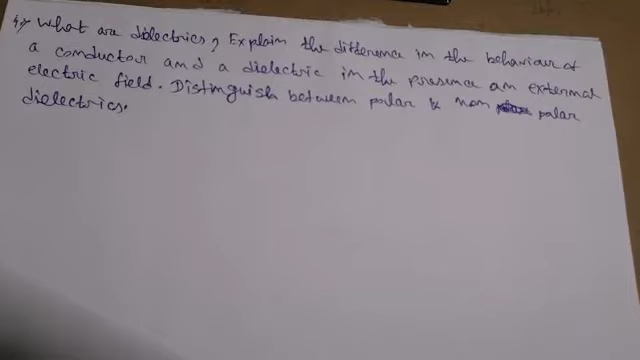 4) What are dielectrics, Explain the difference in the behaviour of
a conductor and a dielectric in the presence an external
electric field. Distinguish between polar & non polar
dielectrics.